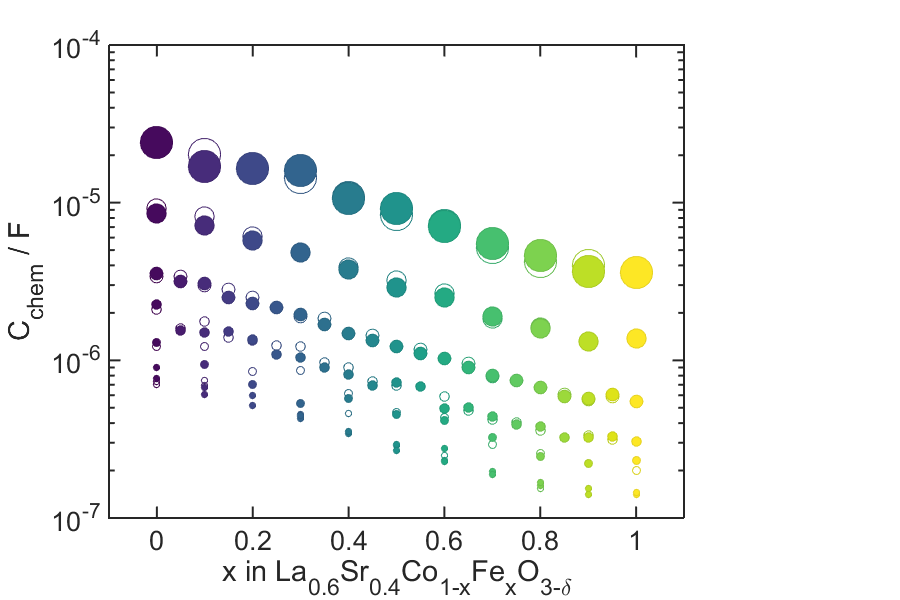 10⁻⁴
10⁻⁵
10⁻⁶
10⁻⁷
C_chem / F
0 0.2 0.4 0.6 0.8 1
x in La₀.₆Sr₀.₄Co₁₋ₓFeₓO₃₋δ